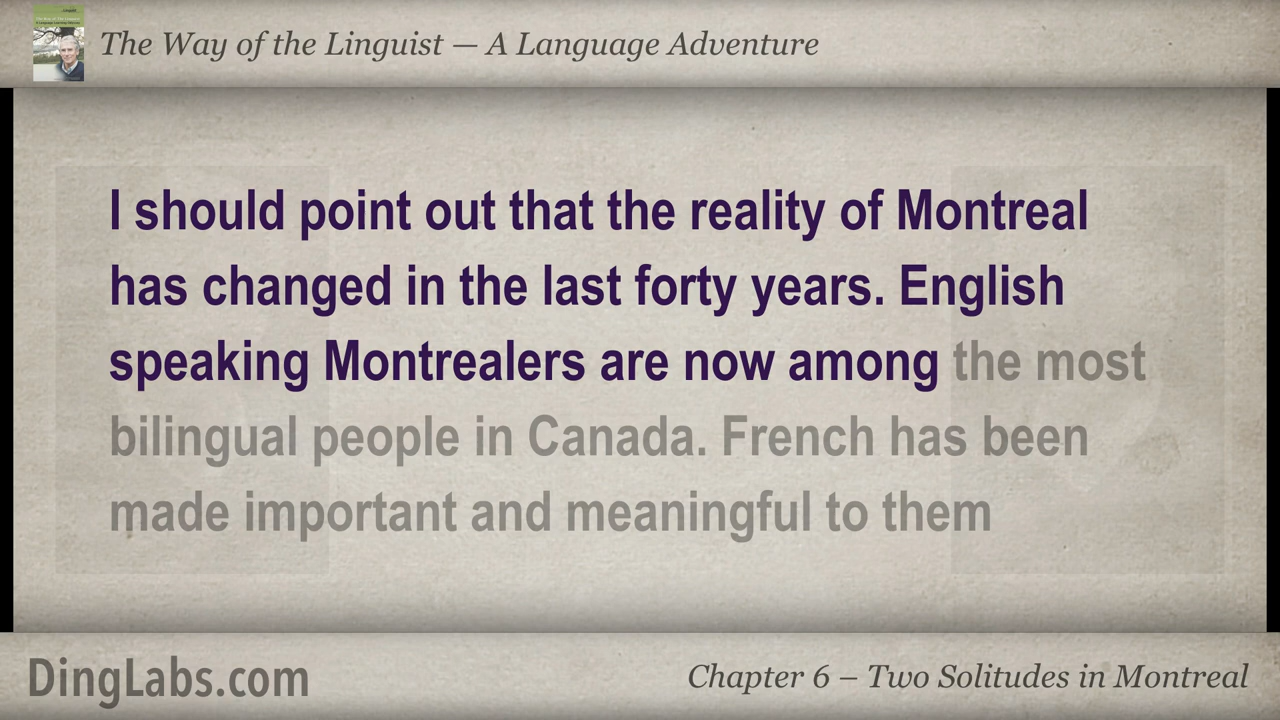 The Way of the Linguist — A Language Adventure
I should point out that the reality of Montreal
has changed in the last forty years. English
speaking Montrealers are now among the most
bilingual people in Canada. French has been
made important and meaningful to them
DingLabs.com
Chapter 6 – Two Solitudes in Montreal